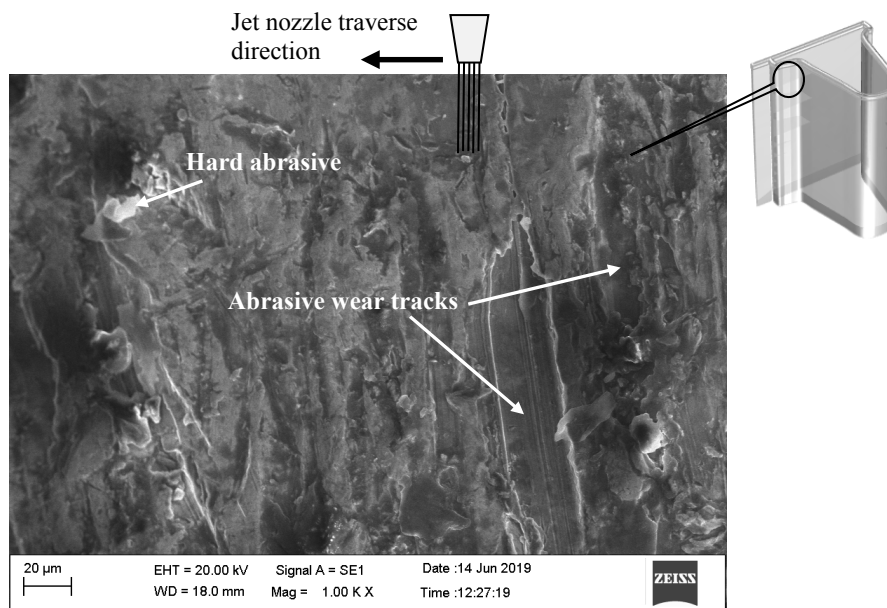 Jet nozzle traverse
direction
Hard abrasive
Abrasive wear tracks
20 µm
EHT = 20.00 kV
Signal A = SE1
Date :14 Jun 2019
WD = 18.0 mm
Mag = 1.00 K X
Time :12:27:19
ZEISS